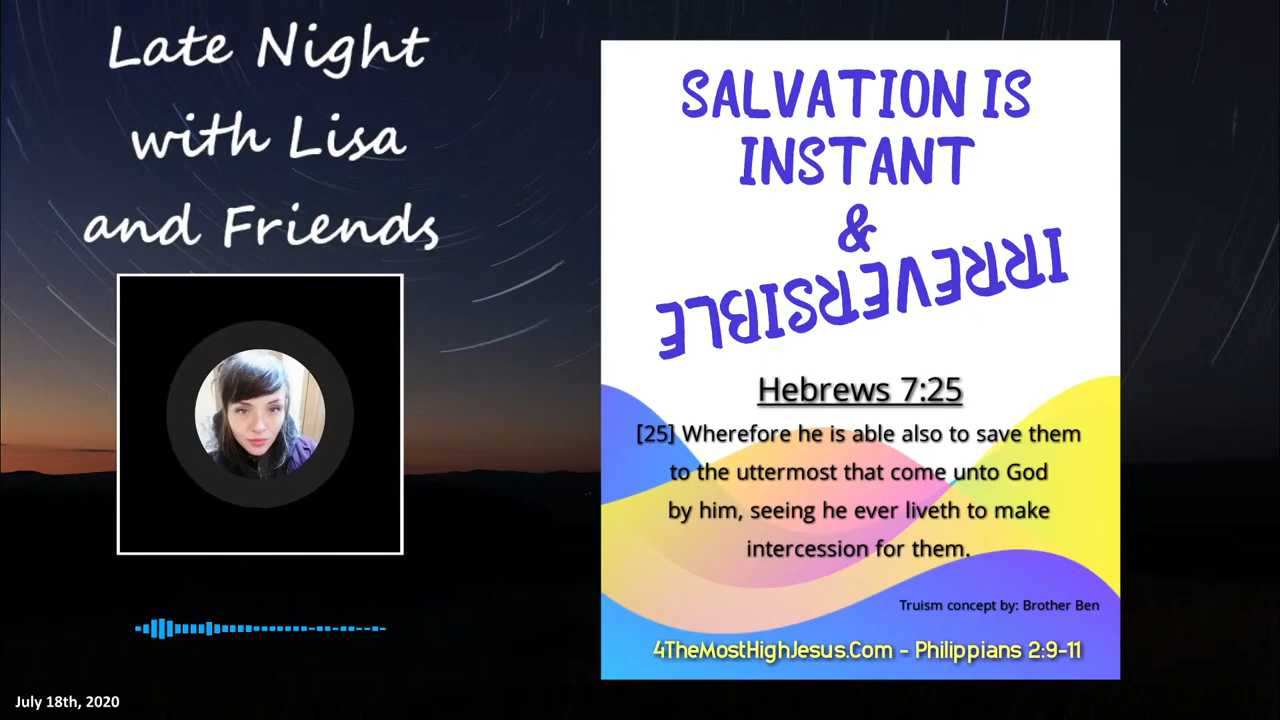 Late Night
with Lisa
and Friends
July 18th, 2020
SALVATION IS
INSTANT
&
IRREVERSIBLE
Hebrews 7:25
[25] Wherefore he is able also to save them
to the uttermost that come unto God
by him, seeing he ever liveth to make
intercession for them.
Truism concept by: Brother Ben
4TheMostHighJesus.Com - Philippians 2:9-11